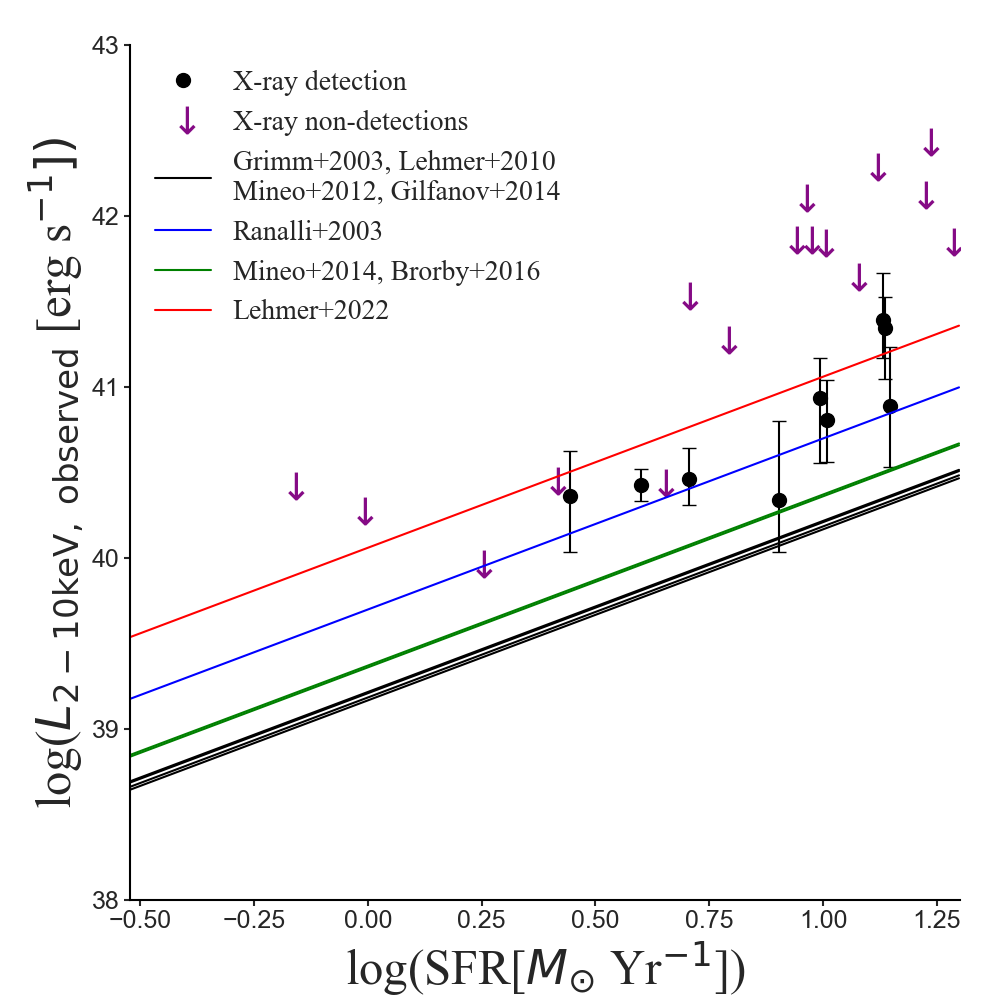 43
42
41
40
39
38
log(L2−10keV, observed [erg s−1])
X-ray detection
X-ray non-detections
Grimm+2003, Lehmer+2010
Mineo+2012, Gilfanov+2014
Ranalli+2003
Mineo+2014, Brorby+2016
Lehmer+2022
−0.50 −0.25 0.00 0.25 0.50 0.75 1.00 1.25
log(SFR[M⊙ Yr−1])